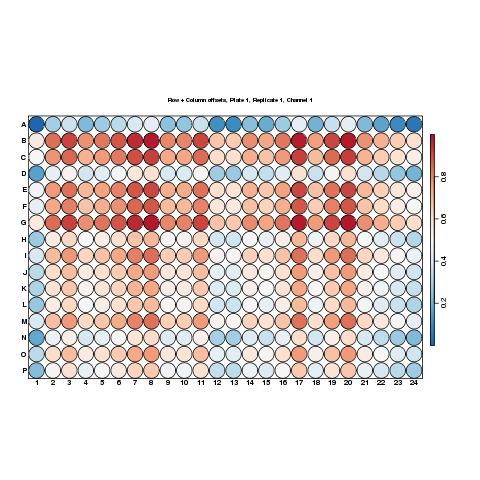 Row + Column offsets, Plate 1, Replicate 1, Channel 1
A
B
C
D
E
F
G
H
I
J
K
L
M
N
O
P
1 2 3 4 5 6 7 8 9 10 11 12 13 14 15 16 17 18 19 20 21 22 23 24
0.8
0.6
0.4
0.2